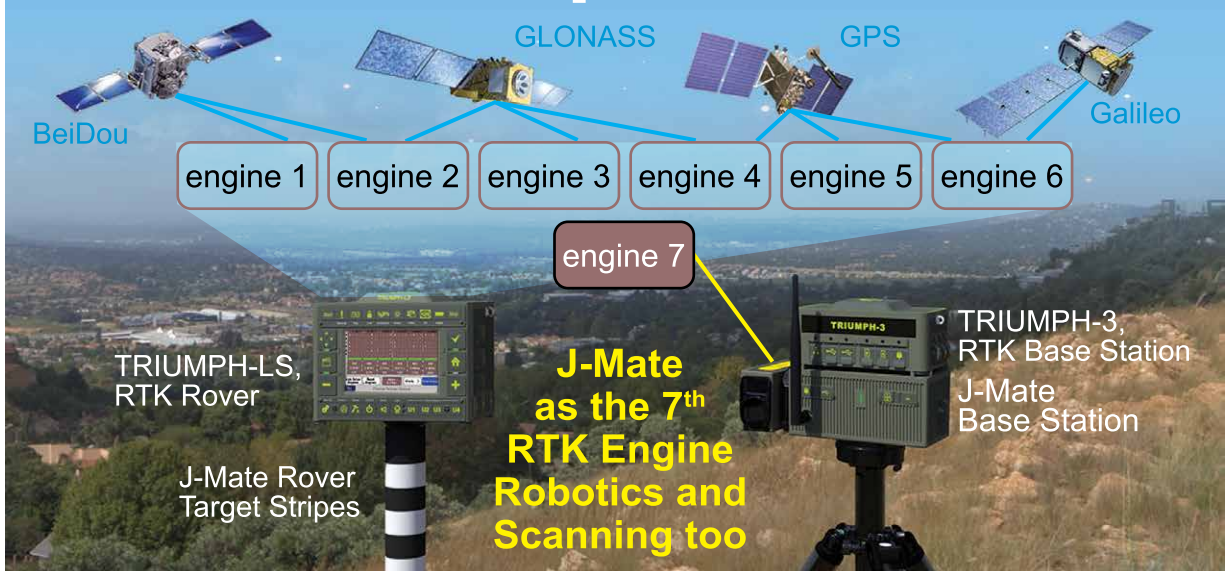 GLONASS
GPS
BeiDou
Galileo
engine 1
engine 2
engine 3
engine 4
engine 5
engine 6
engine 7
TRIUMPH-LS
TRIUMPH-3
TRIUMPH-LS,
RTK Rover
J-Mate Rover
Target Stripes
J-Mate
as the 7th
RTK Engine
Robotics and
Scanning too
TRIUMPH-3,
RTK Base Station
J-Mate
Base Station